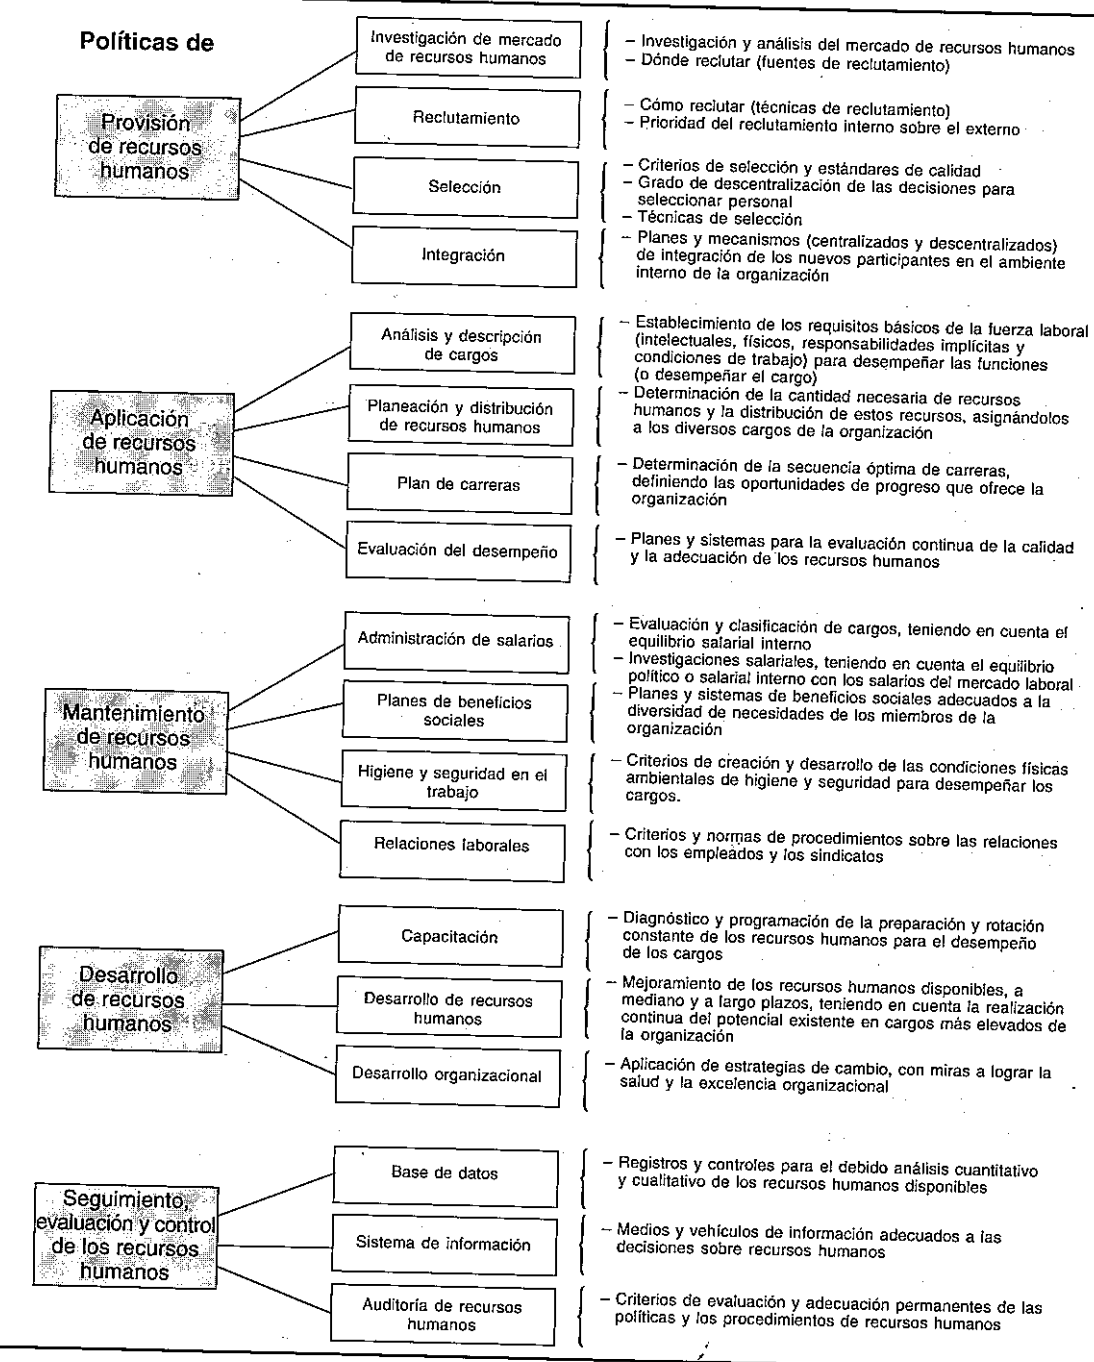 Políticas de
Provisión
de recursos
humanos
Investigación de mercado
de recursos humanos
– Investigación y análisis del mercado de recursos humanos
– Dónde reclutar (fuentes de reclutamiento)
Reclutamiento
– Cómo reclutar (técnicas de reclutamiento)
– Prioridad del reclutamiento interno sobre el externo
Selección
– Criterios de selección y estándares de calidad
– Grado de descentralización de las decisiones para
seleccionar personal
– Técnicas de selección
Integración
– Planes y mecanismos (centralizados y descentralizados)
de integración de los nuevos participantes en el ambiente
interno de la organización
Aplicación
de recursos
humanos
Análisis y descripción
de cargos
– Establecimiento de los requisitos básicos de la fuerza laboral
(intelectuales, físicos, responsabilidades implícitas y
condiciones de trabajo) para desempeñar las funciones
(o desempeñar el cargo)
Planeación y distribución
de recursos humanos
– Determinación de la cantidad necesaria de recursos
humanos y la distribución de estos recursos, asignándolos
a los diversos cargos de la organización
Plan de carreras
– Determinación de la secuencia óptima de carreras,
definiendo las oportunidades de progreso que ofrece la
organización
Evaluación del desempeño
– Planes y sistemas para la evaluación continua de la calidad
y la adecuación de los recursos humanos
Mantenimiento
de recursos
humanos
Administración de salarios
– Evaluación y clasificación de cargos, teniendo en cuenta el
equilibrio salarial interno
– Investigaciones salariales, teniendo en cuenta el equilibrio
político o salarial interno con los salarios del mercado laboral
Planes de beneficios
sociales
– Planes y sistemas de beneficios sociales adecuados a la
diversidad de necesidades de los miembros de la
organización
Higiene y seguridad en el
trabajo
– Criterios de creación y desarrollo de las condiciones físicas
ambientales de higiene y seguridad para desempeñar los
cargos.
Relaciones laborales
– Criterios y normas de procedimientos sobre las relaciones
con los empleados y los sindicatos
Desarrollo
de recursos
humanos
Capacitación
– Diagnóstico y programación de la preparación y rotación
constante de los recursos humanos para el desempeño
de los cargos
Desarrollo de recursos
humanos
– Mejoramiento de los recursos humanos disponibles, a
mediano y a largo plazos, teniendo en cuenta la realización
continua del potencial existente en cargos más elevados de
la organización
Desarrollo organizacional
– Aplicación de estrategias de cambio, con miras a lograr la
salud y la excelencia organizacional
Seguimiento,
evaluación y control
de los recursos
humanos
Base de datos
– Registros y controles para el debido análisis cuantitativo
y cualitativo de los recursos humanos disponibles
Sistema de información
– Medios y vehículos de información adecuados a las
decisiones sobre recursos humanos
Auditoría de recursos
humanos
– Criterios de evaluación y adecuación permanentes de las
políticas y los procedimientos de recursos humanos